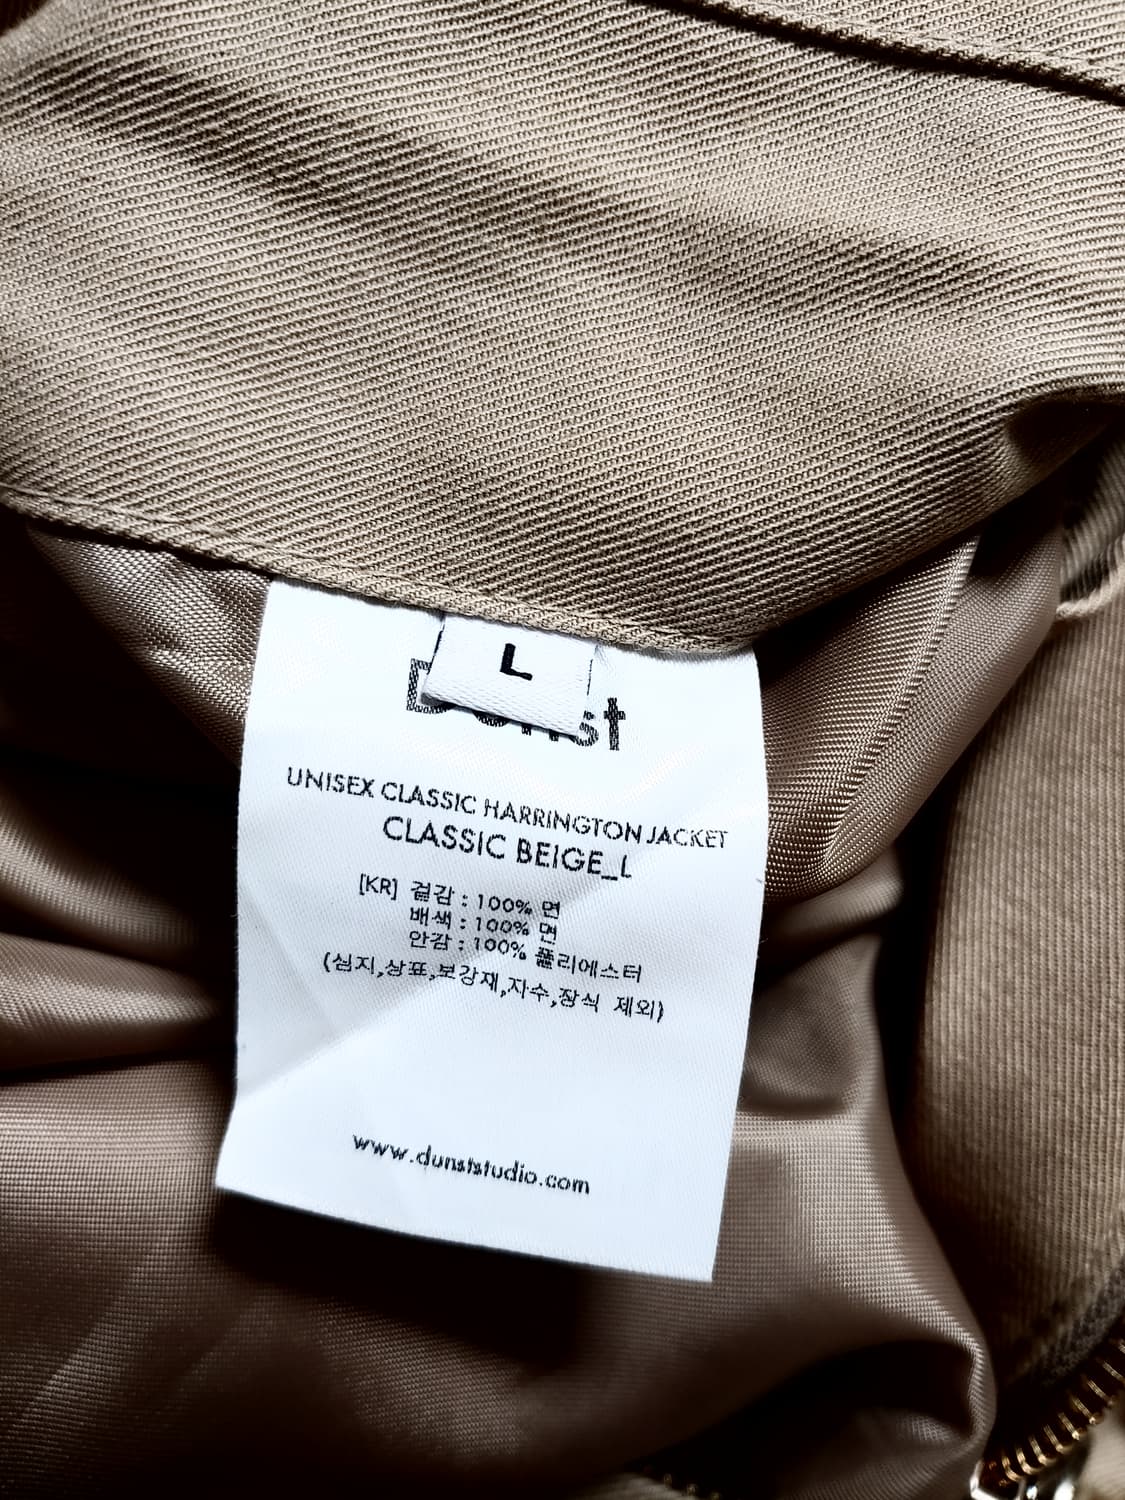 L
Dunst
UNISEX CLASSIC HARRINGTON JACKET
CLASSIC BEIGE_L
[KR] 겉감 : 100% 면
배색 : 100% 면
안감 : 100% 폴리에스터
(심지,상표,보강재,자수,장식 제외)
www.dunststudio.com